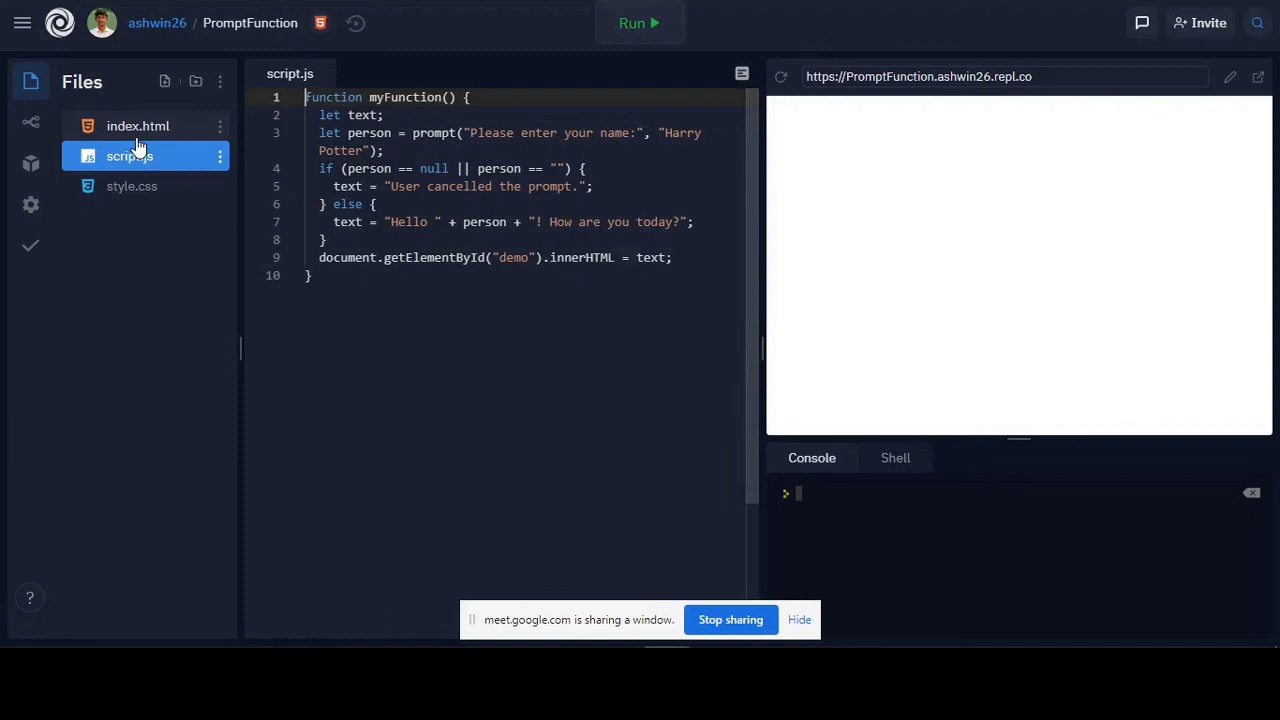 ashwin26 / PromptFunction
Run
Invite
Files
index.html
script.js
style.css
script.js
1 function myFunction() {
2 let text;
3 let person = prompt("Please enter your name:", "Harry
Potter");
4 if (person == null || person == "") {
5 text = "User cancelled the prompt.";
6 } else {
7 text = "Hello " + person + "! How are you today?";
8 }
9 document.getElementById("demo").innerHTML = text;
10 }
https://PromptFunction.ashwin26.repl.co
Console
Shell
meet.google.com is sharing a window.
Stop sharing
Hide